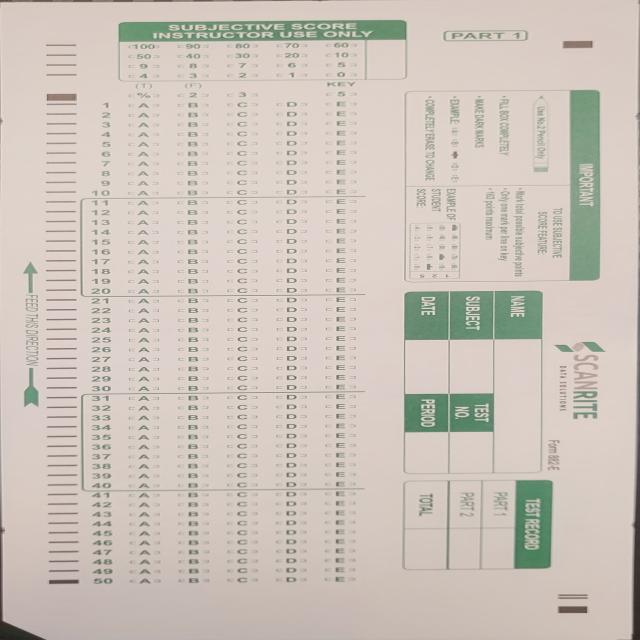 SUBJECTIVE SCORE
INSTRUCTOR USE ONLY
100 90 80 70 60
50 40 30 20 10
9 8 7 6 5
4 3 2 1 0
(T) (F) KEY
% 2 3 5
1 A B C D E
2 A B C D E
3 A B C D E
4 A B C D E
5 A B C D E
6 A B C D E
7 A B C D E
8 A B C D E
9 A B C D E
10 A B C D E
11 A B C D E
12 A B C D E
13 A B C D E
14 A B C D E
15 A B C D E
16 A B C D E
17 A B C D E
18 A B C D E
19 A B C D E
20 A B C D E
21 A B C D E
22 A B C D E
23 A B C D E
24 A B C D E
25 A B C D E
26 A B C D E
27 A B C D E
28 A B C D E
29 A B C D E
30 A B C D E
31 A B C D E
32 A B C D E
33 A B C D E
34 A B C D E
35 A B C D E
36 A B C D E
37 A B C D E
38 A B C D E
39 A B C D E
40 A B C D E
41 A B C D E
42 A B C D E
43 A B C D E
44 A B C D E
45 A B C D E
46 A B C D E
47 A B C D E
48 A B C D E
49 A B C D E
50 A B C D E
FEED THIS DIRECTION
PART 1
IMPORTANT
Use No. 2 Pencil Only
• FILL BOX COMPLETELY
• MAKE DARK MARKS
• EXAMPLE:
• COMPLETELY ERASE TO CHANGE
TO USE SUBJECTIVE
SCORE FEATURE:
• Mark total possible subjective points
• Only one mark per line on key
• 163 points maximum
EXAMPLE OF
STUDENT
SCORE:
SCANRITE
DATA SOLUTIONS
Form 882-E
NAME
SUBJECT
TEST NO.
DATE
PERIOD
TEST RECORD
PART 1
PART 2
TOTAL